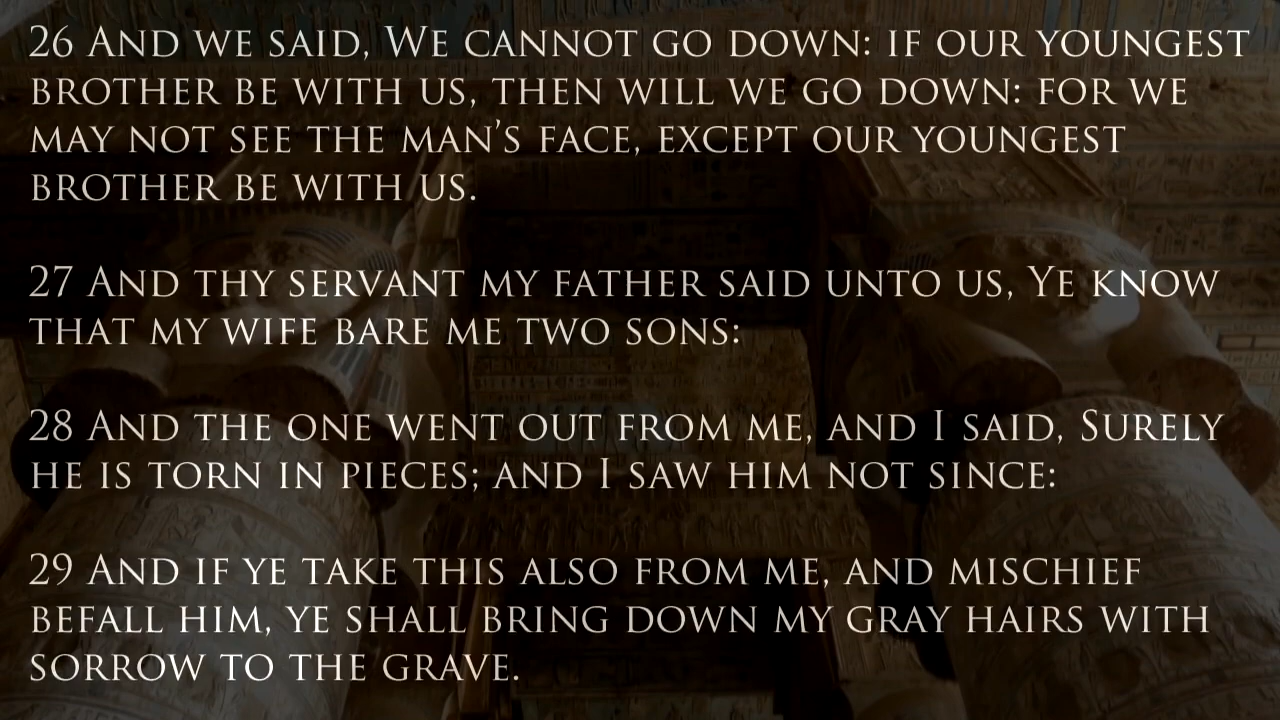 26 And we said, We cannot go down: if our youngest
brother be with us, then will we go down: for we
may not see the man’s face, except our youngest
brother be with us.
27 And thy servant my father said unto us, Ye know
that my wife bare me two sons:
28 And the one went out from me, and I said, Surely
he is torn in pieces; and I saw him not since:
29 And if ye take this also from me, and mischief
befall him, ye shall bring down my gray hairs with
sorrow to the grave.